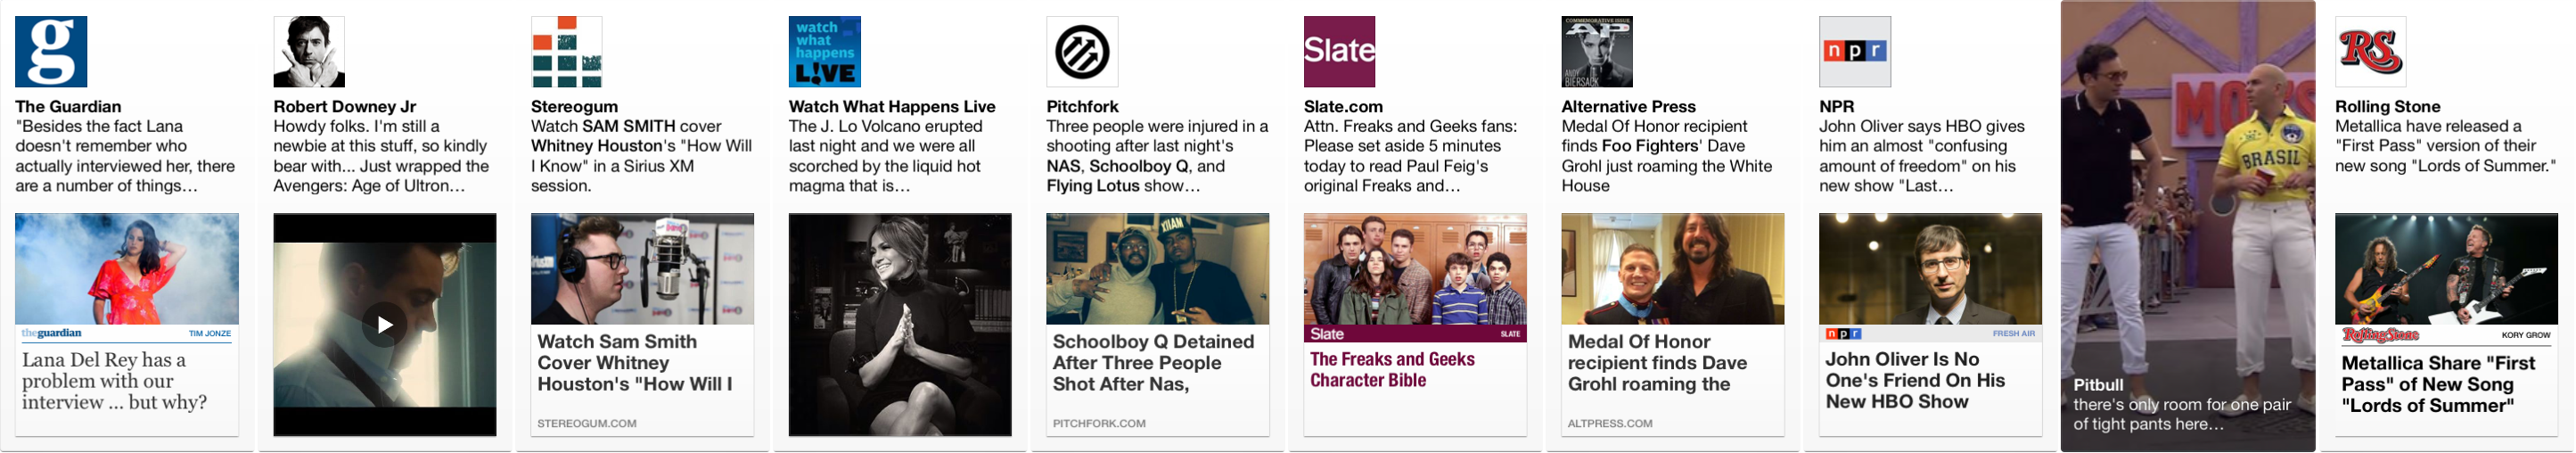 g
The Guardian
"Besides the fact Lana
doesn't remember who
actually interviewed her, there
are a number of things…
theguardian
TIM JONZE
Lana Del Rey has a
problem with our
interview ... but why?
Robert Downey Jr
Howdy folks. I'm still a
newbie at this stuff, so kindly
bear with... Just wrapped the
Avengers: Age of Ultron…
Stereogum
Watch SAM SMITH cover
Whitney Houston's "How Will
I Know" in a Sirius XM
session.
Watch Sam Smith
Cover Whitney
Houston's "How Will I
STEREOGUM.COM
watch
what
happens
L!VE
Watch What Happens Live
The J. Lo Volcano erupted
last night and we were all
scorched by the liquid hot
magma that is…
Pitchfork
Three people were injured in a
shooting after last night's
NAS, Schoolboy Q, and
Flying Lotus show…
Schoolboy Q Detained
After Three People
Shot After Nas,
PITCHFORK.COM
Slate
Slate.com
Attn. Freaks and Geeks fans:
Please set aside 5 minutes
today to read Paul Feig's
original Freaks and…
Slate
SLATE
The Freaks and Geeks
Character Bible
COMMEMORATIVE ISSUE
AP
ANDY
BIERSACK
Alternative Press
Medal Of Honor recipient
finds Foo Fighters' Dave
Grohl just roaming the White
House
Medal Of Honor
recipient finds Dave
Grohl roaming the
ALTPRESS.COM
npr
NPR
John Oliver says HBO gives
him an almost "confusing
amount of freedom" on his
new show "Last…
npr
FRESH AIR
John Oliver Is No
One's Friend On His
New HBO Show
BRASIL
Pitbull
there's only room for one pair
of tight pants here…
RS
Rolling Stone
Metallica have released a
"First Pass" version of their
new song "Lords of Summer."
RollingStone
KORY GROW
Metallica Share "First
Pass" of New Song
"Lords of Summer"